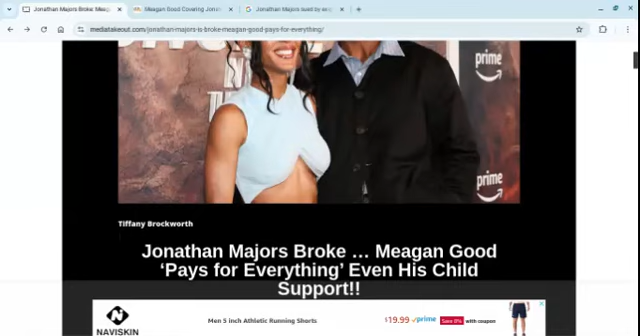 Jonathan Majors Broke: Meag
Meagan Good Covering Jon
Jonathan Majors sued by
mediatakeout.com/jonathan-majors-is-broke-meagan-good-pays-for-everything/
prime
prime
Tiffany Brockworth
Jonathan Majors Broke … Meagan Good
‘Pays for Everything’ Even His Child
Support!!
NAVISKIN
Men 5 Inch Athletic Running Shorts
$19.99 prime
Save 8% with coupon